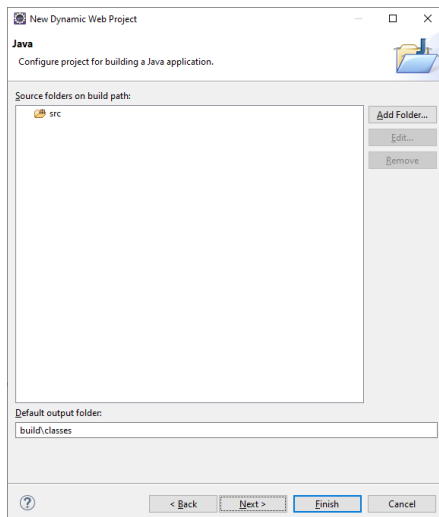 New Dynamic Web Project
Java
Configure project for building a Java application.
Source folders on build path:
src
Add Folder...
Edit...
Remove
Default output folder:
build\classes
< Back
Next >
Finish
Cancel